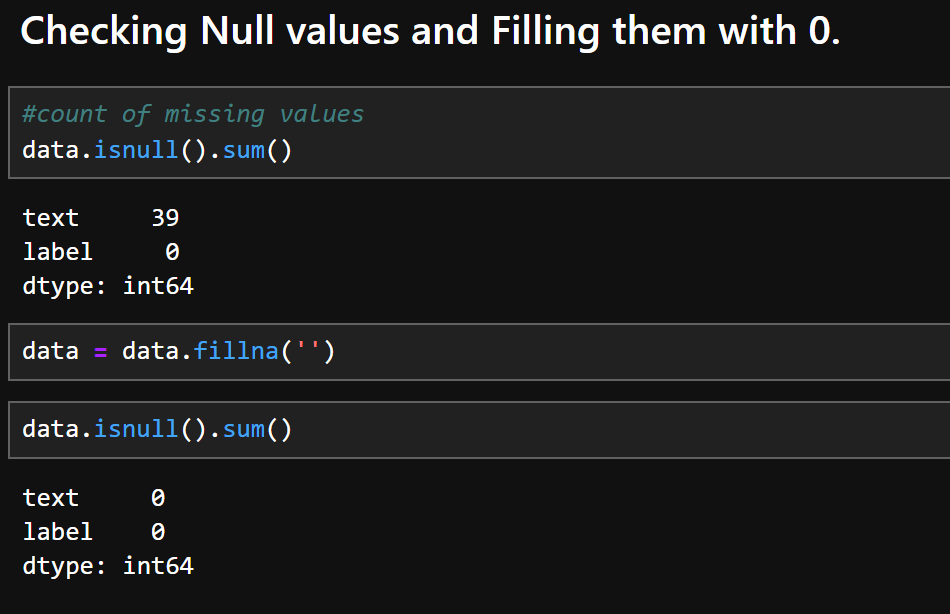 Checking Null values and Filling them with 0.
#count of missing values
data.isnull().sum()
text     39
label     0
dtype: int64
data = data.fillna('')
data.isnull().sum()
text     0
label    0
dtype: int64